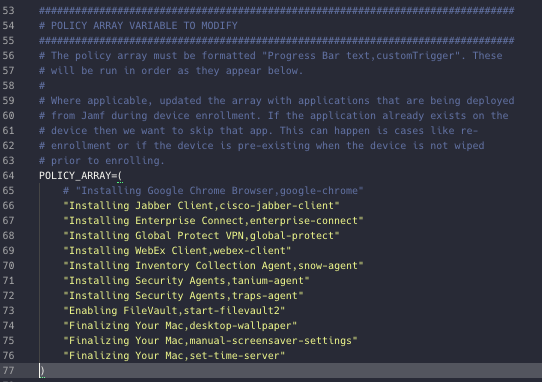 53 ################################################################################
54 # POLICY ARRAY VARIABLE TO MODIFY
55 ################################################################################
56 # The policy array must be formatted "Progress Bar text,customTrigger". These
57 # will be run in order as they appear below.
58 #
59 # Where applicable, updated the array with applications that are being deployed
60 # from Jamf during device enrollment. If the application already exists on the
61 # device then we want to skip that app. This can happen is cases like re-
62 # enrollment or if the device is pre-existing when the device is not wiped
63 # prior to enrolling.
64 POLICY_ARRAY=(
65 # "Installing Google Chrome Browser,google-chrome"
66 "Installing Jabber Client,cisco-jabber-client"
67 "Installing Enterprise Connect,enterprise-connect"
68 "Installing Global Protect VPN,global-protect"
69 "Installing WebEx Client,webex-client"
70 "Installing Inventory Collection Agent,snow-agent"
71 "Installing Security Agents,tanium-agent"
72 "Installing Security Agents,traps-agent"
73 "Enabling FileVault,start-filevault2"
74 "Finalizing Your Mac,desktop-wallpaper"
75 "Finalizing Your Mac,manual-screensaver-settings"
76 "Finalizing Your Mac,set-time-server"
77 )